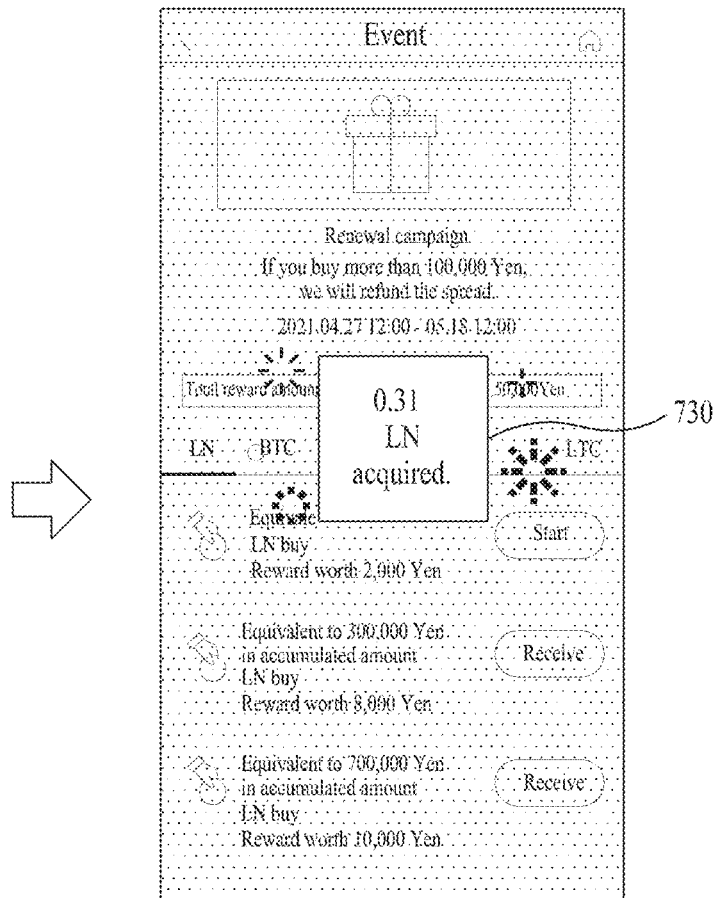 Event
Renewal campaign
If you buy more than 100,000 Yen,
we will refund the spread.
2021.04.27 12:00 - 05.18 12:00
Total reward amount
Yen
0.31
LN
acquired.
730
LN BTC LTC
Start
LN buy
Reward worth 2,000 Yen
Equivalent to 300,000 Yen
in accumulated amount
LN buy
Reward worth 8,000 Yen
Receive
Equivalent to 700,000 Yen
in accumulated amount
LN buy
Reward worth 10,000 Yen
Receive